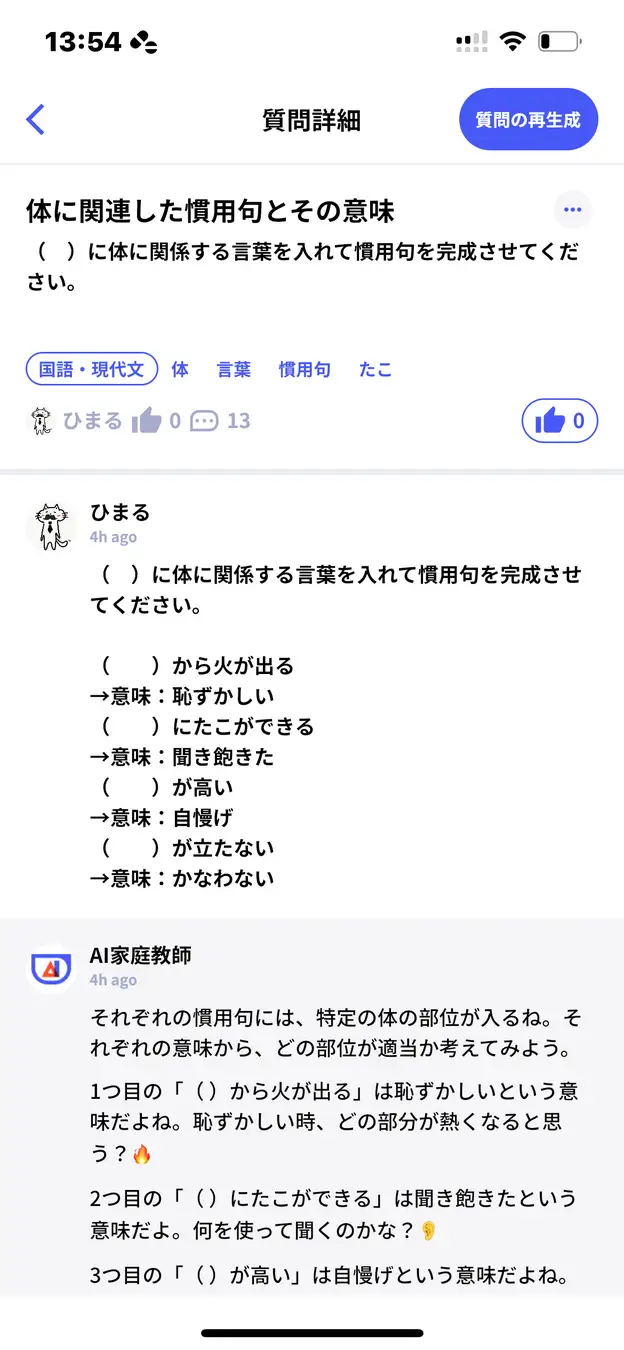 13:54
質問詳細
質問の再生成
体に関連した慣用句とその意味
（　）に体に関係する言葉を入れて慣用句を完成させてくだ
さい。
国語・現代文 体 言葉 慣用句 たこ
ひまる 0 13
0
ひまる
4h ago
（　）に体に関係する言葉を入れて慣用句を完成させ
てください。
（　　）から火が出る
→意味：恥ずかしい
（　　）にたこができる
→意味：聞き飽きた
（　　）が高い
→意味：自慢げ
（　　）が立たない
→意味：かなわない
AI家庭教師
4h ago
それぞれの慣用句には、特定の体の部位が入るね。そ
れぞれの意味から、どの部位が適当か考えてみよう。
1つ目の「（ ）から火が出る」は恥ずかしいという意
味だよね。恥ずかしい時、どの部分が熱くなると思
う？🔥
2つ目の「（ ）にたこができる」は聞き飽きたという
意味だよ。何を使って聞くのかな？👂
3つ目の「（ ）が高い」は自慢げという意味だよね。